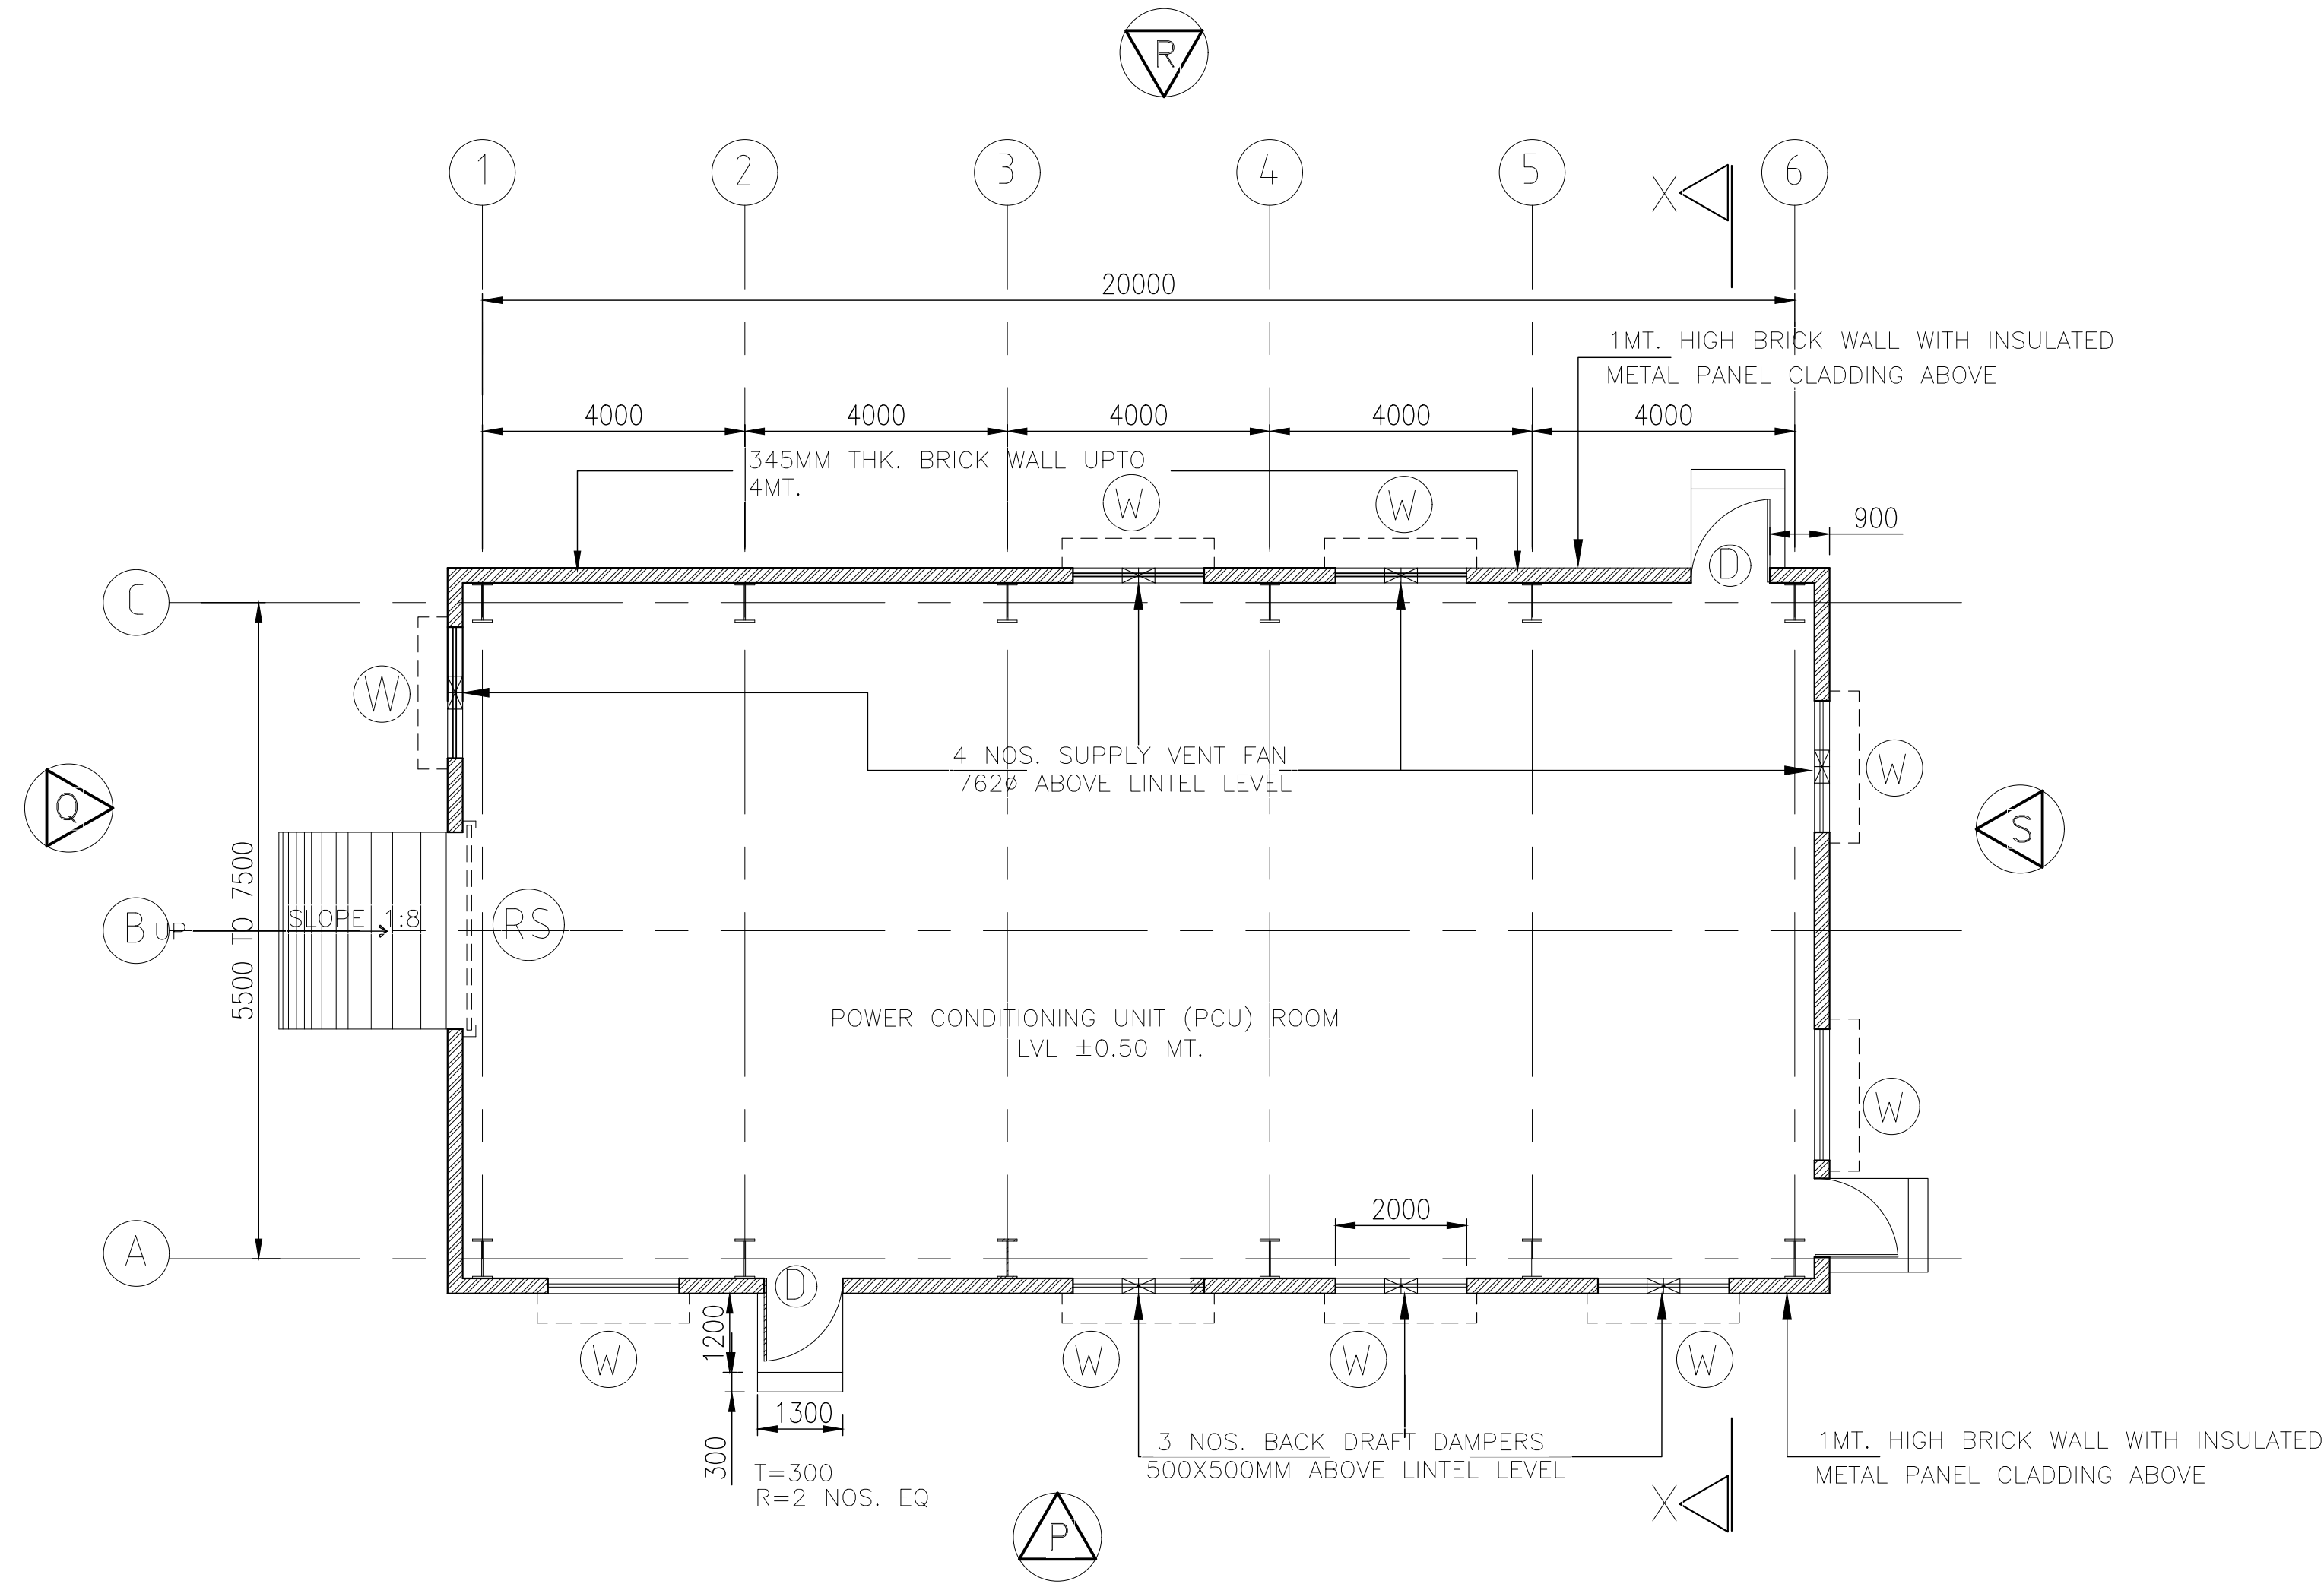 R
1
2
3
4
5
X
6
20000
1MT. HIGH BRICK WALL WITH INSULATED
METAL PANEL CLADDING ABOVE
4000
4000
4000
4000
4000
345MM THK. BRICK WALL UPTO
4MT.
W
W
900
D
C
W
4 NOS. SUPPLY VENT FAN
762ø ABOVE LINTEL LEVEL
W
Q
S
5500 TO 7500
B
UP
SLOPE 1:8
RS
POWER CONDITIONING UNIT (PCU) ROOM
LVL ±0.50 MT.
W
2000
A
D
1200
W
W
W
W
1300
300
T=300
R=2 NOS. EQ
3 NOS. BACK DRAFT DAMPERS
500X500MM ABOVE LINTEL LEVEL
1MT. HIGH BRICK WALL WITH INSULATED
METAL PANEL CLADDING ABOVE
X
P